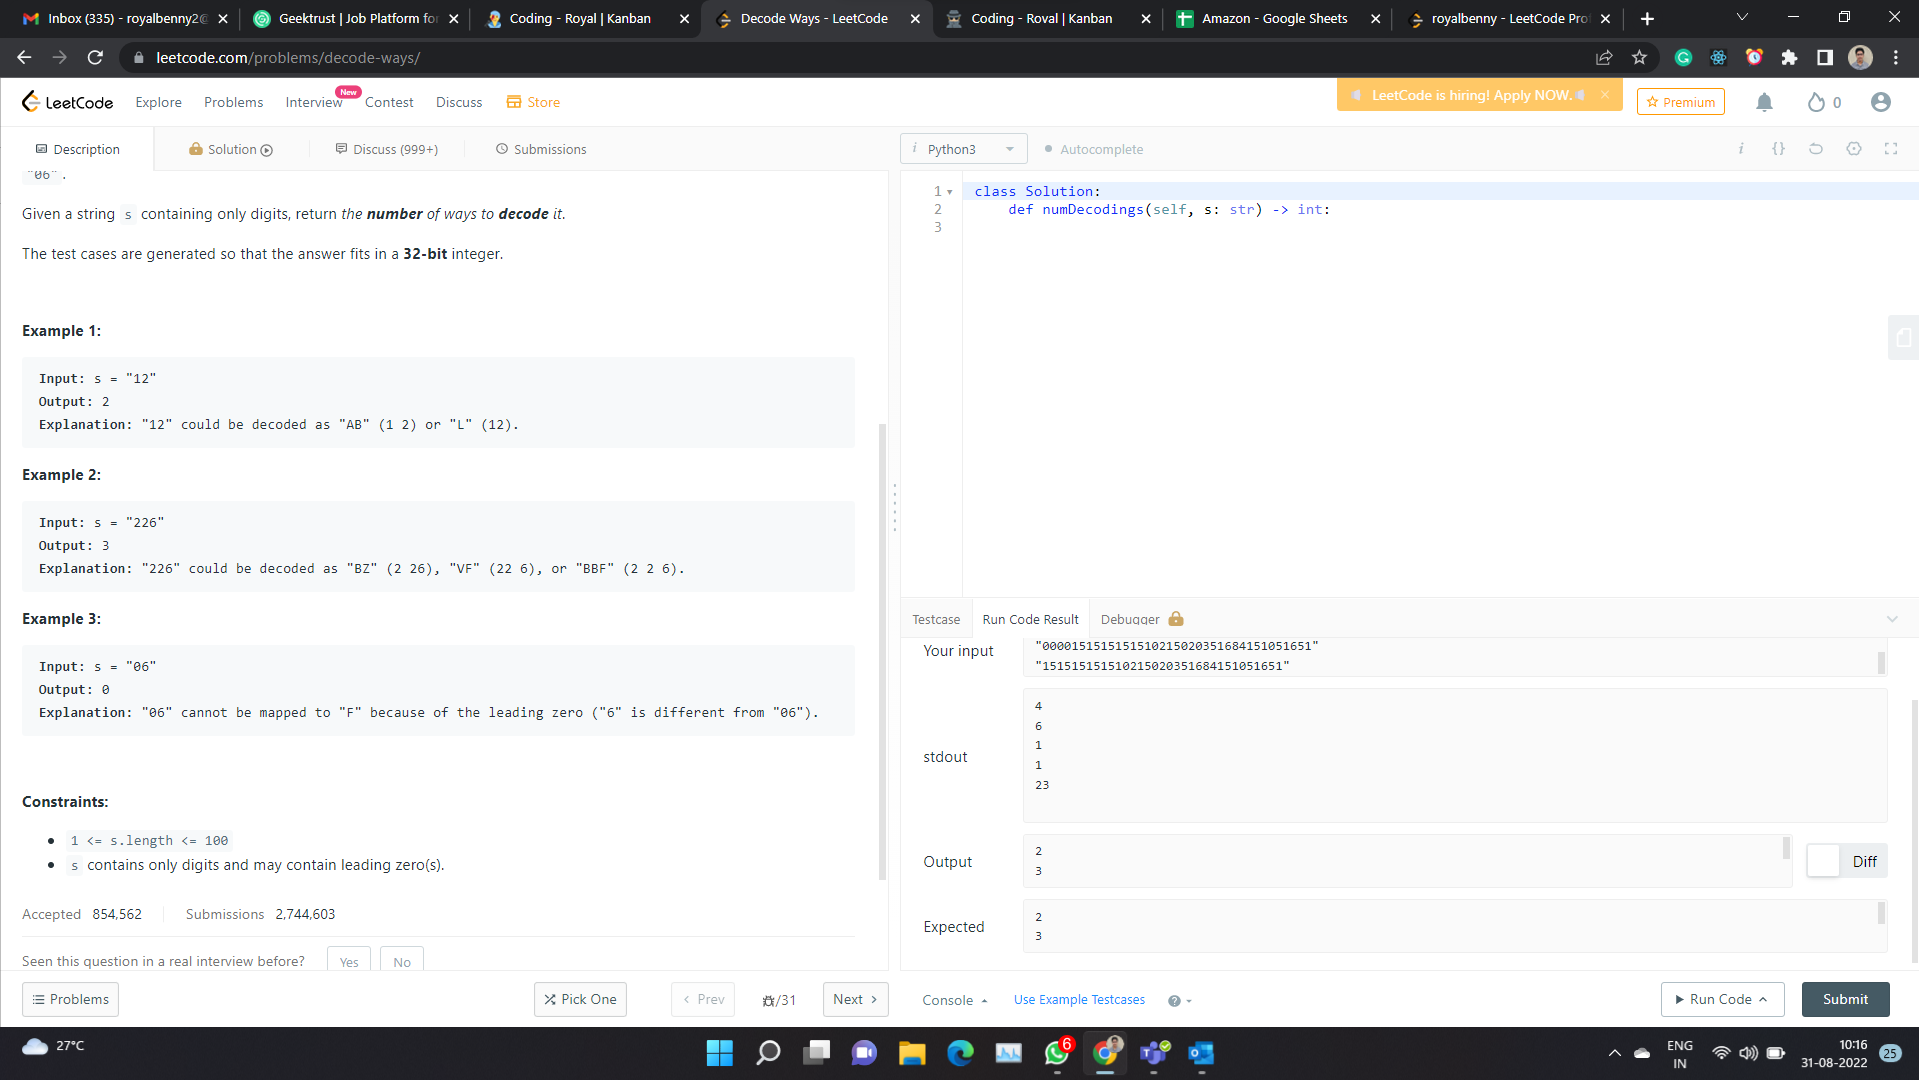 Inbox (335) - royalbenny2@
Geektrust | Job Platform for
Coding - Royal | Kanban
Decode Ways - LeetCode
Coding - Royal | Kanban
Amazon - Google Sheets
royalbenny - LeetCode Pro
leetcode.com/problems/decode-ways/
LeetCode
Explore
Problems
Interview
New
Contest
Discuss
Store
LeetCode is hiring! Apply NOW.
Premium
0
Description
Solution
Discuss (999+)
Submissions
i Python3
Autocomplete
"06".
Given a string s containing only digits, return the number of ways to decode it.
The test cases are generated so that the answer fits in a 32-bit integer.
Example 1:
Input: s = "12"
Output: 2
Explanation: "12" could be decoded as "AB" (1 2) or "L" (12).
Example 2:
Input: s = "226"
Output: 3
Explanation: "226" could be decoded as "BZ" (2 26), "VF" (22 6), or "BBF" (2 2 6).
Example 3:
Input: s = "06"
Output: 0
Explanation: "06" cannot be mapped to "F" because of the leading zero ("6" is different from "06").
Constraints:
1 <= s.length <= 100
s contains only digits and may contain leading zero(s).
Accepted 854,562
Submissions 2,744,603
Seen this question in a real interview before?
Yes
No
1 class Solution:
2 def numDecodings(self, s: str) -> int:
3
Testcase
Run Code Result
Debugger
Your input
"000015151515151021502035168415105​1651"
"15151515151021502035168415105​1651"
stdout
4
6
1
1
23
Output
2
3
Diff
Expected
2
3
Problems
Pick One
Prev
/31
Next
Console
Use Example Testcases
Run Code
Submit
27°C
6
ENG
IN
10:16
31-08-2022
25